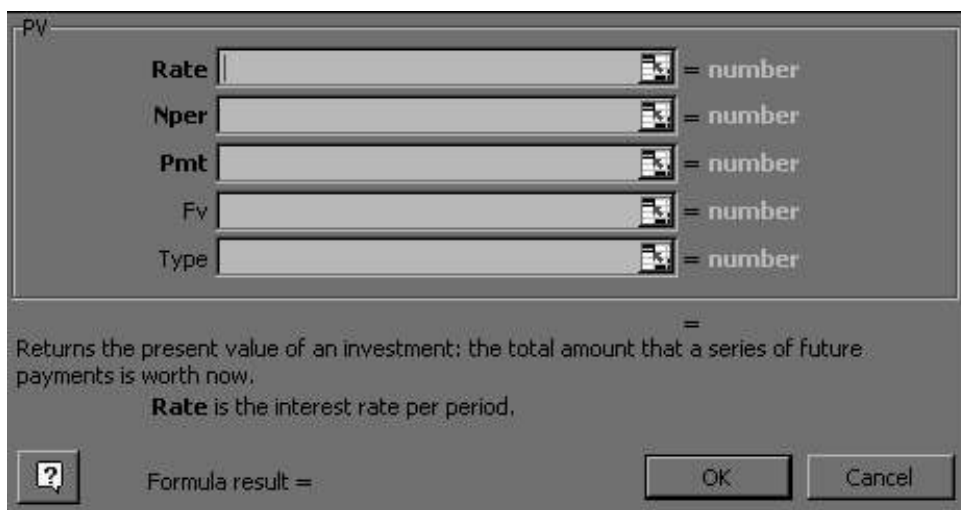 PV
Rate = number
Nper = number
Pmt = number
Fv = number
Type = number
=
Returns the present value of an investment: the total amount that a series of future
payments is worth now.
Rate is the interest rate per period.
? Formula result = OK Cancel